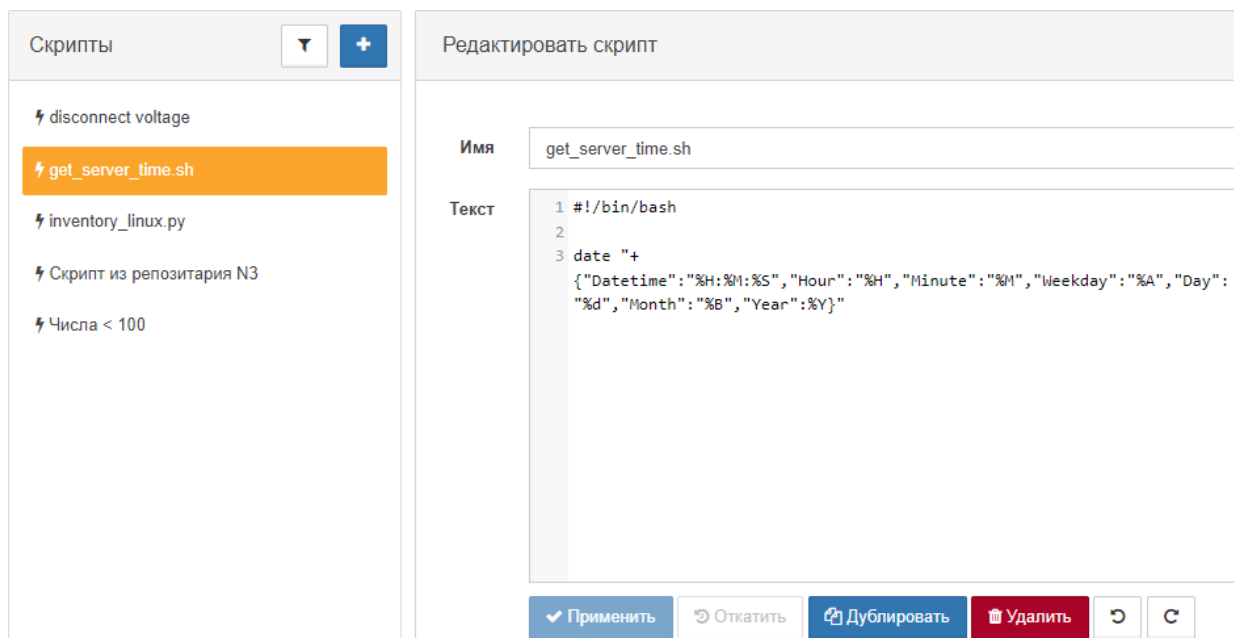 Скрипты
disconnect voltage
get_server_time.sh
inventory_linux.py
Скрипт из репозитария N3
Числа < 100
Редактировать скрипт
Имя
get_server_time.sh
Текст
1 #!/bin/bash
2
3 date "+
{"Datetime":"%H:%M:%S","Hour":"%H","Minute":"%M","Weekday":"%A","Day":
"%d","Month":"%B","Year":%Y}"
Применить Откатить Дублировать Удалить